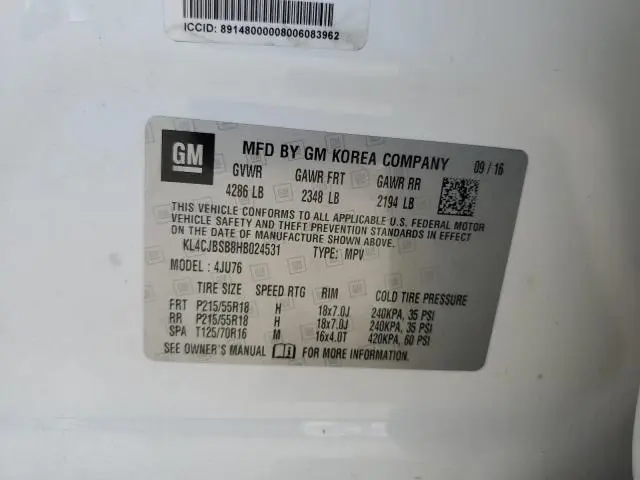 ICCID: 89148000008006083962
GM
MFD BY GM KOREA COMPANY 09/16
GVWR GAWR FRT GAWR RR
4286 LB 2348 LB 2194 LB
THIS VEHICLE CONFORMS TO ALL APPLICABLE U.S. FEDERAL MOTOR
VEHICLE SAFETY, BUMPER, AND THEFT PREVENTION STANDARDS IN EFFECT
ON THE DATE OF MANUFACTURE SHOWN ABOVE.
KL4CJBSB8HB024531 TYPE: MPV
MODEL: 4JU76
TIRE SIZE SPEED RTG RIM COLD TIRE PRESSURE
FRT P215/55R18 H 18x7.0J 240KPA, 35 PSI
RR P215/55R18 H 18x7.0J 240KPA, 35 PSI
SPA T125/70R16 M 16x4.0T 420KPA, 60 PSI
SEE OWNER'S MANUAL FOR MORE INFORMATION.